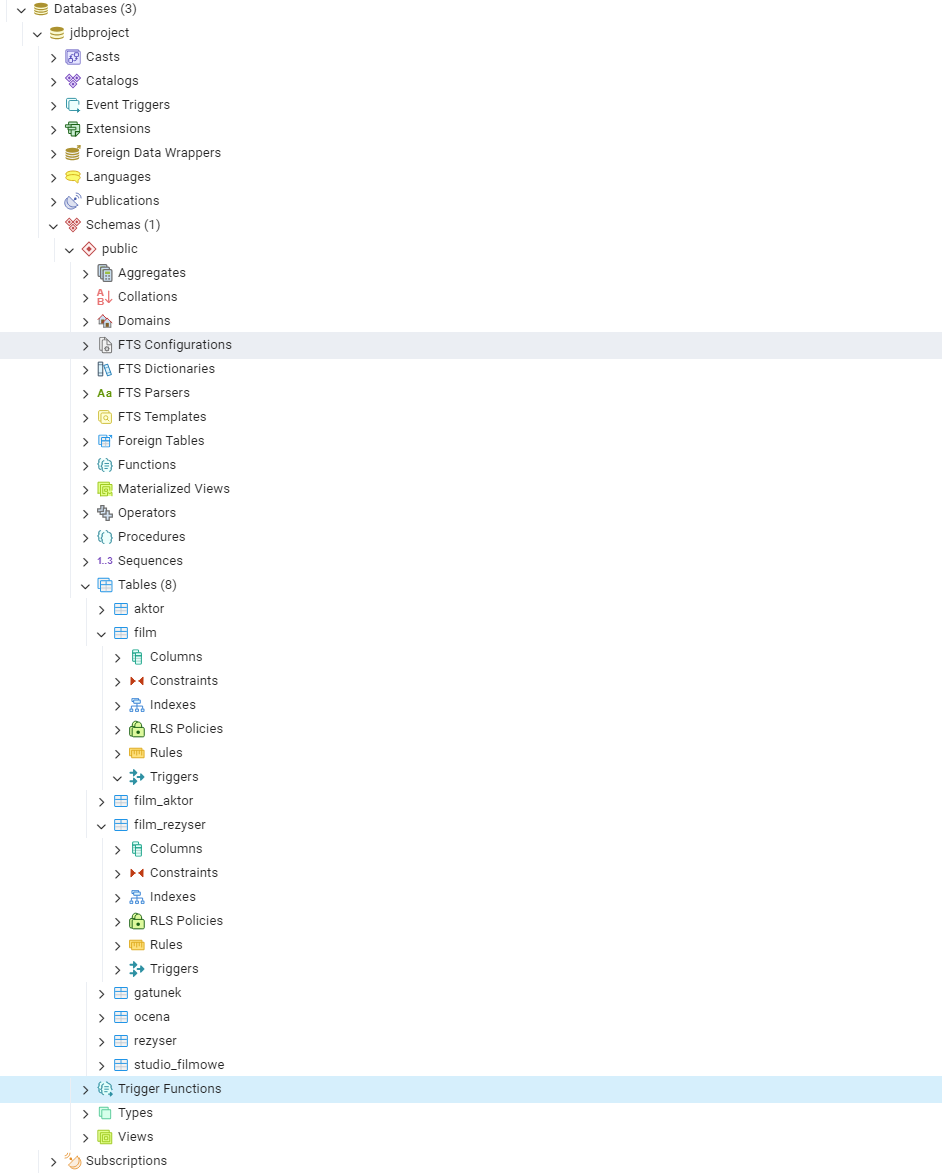 Databases (3)
jdbproject
Casts
Catalogs
Event Triggers
Extensions
Foreign Data Wrappers
Languages
Publications
Schemas (1)
public
Aggregates
Collations
Domains
FTS Configurations
FTS Dictionaries
Aa FTS Parsers
FTS Templates
Foreign Tables
Functions
Materialized Views
Operators
Procedures
1..3 Sequences
Tables (8)
aktor
film
Columns
Constraints
Indexes
RLS Policies
Rules
Triggers
film_aktor
film_rezyser
Columns
Constraints
Indexes
RLS Policies
Rules
Triggers
gatunek
ocena
rezyser
studio_filmowe
Trigger Functions
Types
Views
Subscriptions